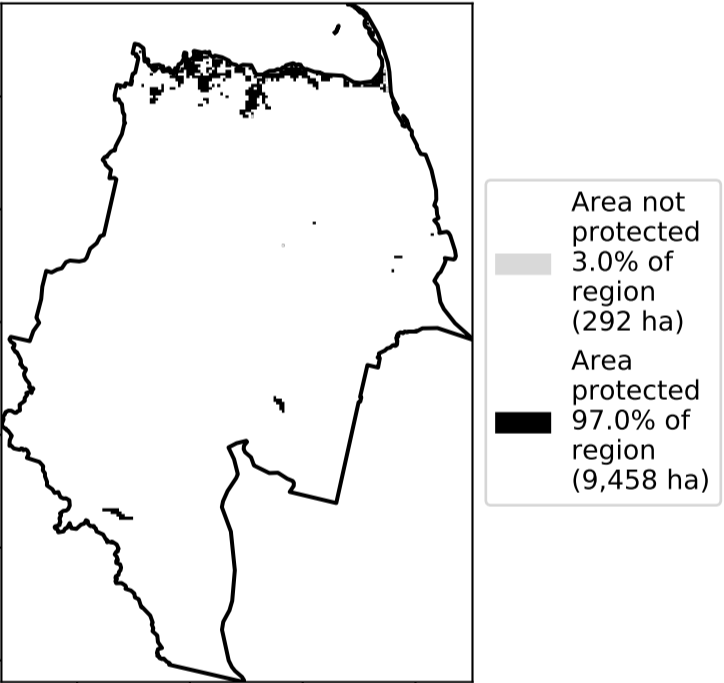 Area not
protected
3.0% of
region
(292 ha)
Area
protected
97.0% of
region
(9,458 ha)